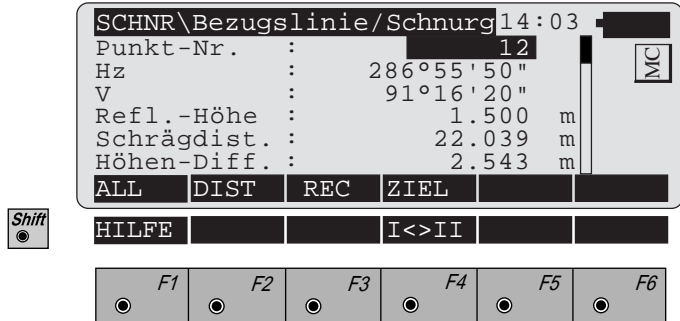 SCHNR\Bezugslinie/Schnurg 14:03
Punkt-Nr. : 12
Hz : 286°55'50"
V : 91°16'20"
Refl.-Höhe : 1.500 m
Schrägdist. : 22.039 m
Höhen-Diff. : 2.543 m
MC
ALL DIST REC ZIEL
Shift
HILFE I<>II
F1 F2 F3 F4 F5 F6